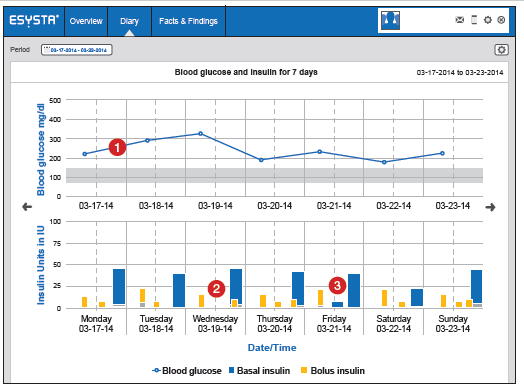 ESYSTA® Overview Diary Facts & Findings
Period 03-17-2014 - 03-23-2014
Blood glucose and insulin for 7 days 03-17-2014 to 03-23-2014
Blood glucose mg/dl
500
400
300
200
100
0
1
03-17-14 03-18-14 03-19-14 03-20-14 03-21-14 03-22-14 03-23-14
Insulin Units in IU
100
75
50
25
0
2 3
Monday Tuesday Wednesday Thursday Friday Saturday Sunday
03-17-14 03-18-14 03-19-14 03-20-14 03-21-14 03-22-14 03-23-14
Date/Time
Blood glucose Basal insulin Bolus insulin